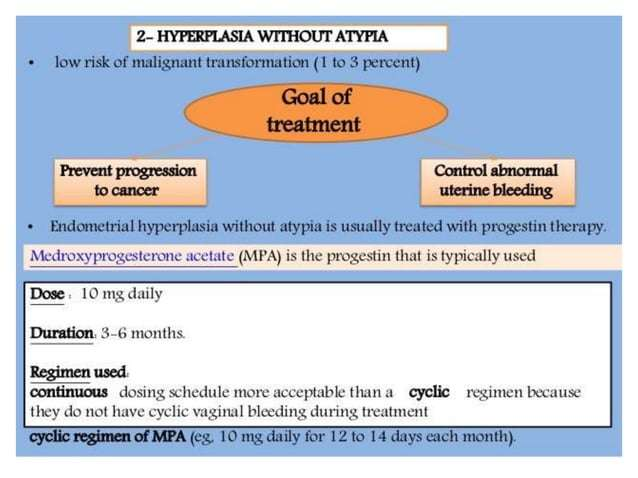 2- HYPERPLASIA WITHOUT ATYPIA
• low risk of malignant transformation (1 to 3 percent)
Goal of
treatment
Prevent progression
to cancer
Control abnormal
uterine bleeding
• Endometrial hyperplasia without atypia is usually treated with progestin therapy.
Medroxyprogesterone acetate (MPA) is the progestin that is typically used
Dose : 10 mg daily
Duration: 3-6 months.
Regimen used:
continuous dosing schedule more acceptable than a cyclic regimen because
they do not have cyclic vaginal bleeding during treatment
cyclic regimen of MPA (eg, 10 mg daily for 12 to 14 days each month).